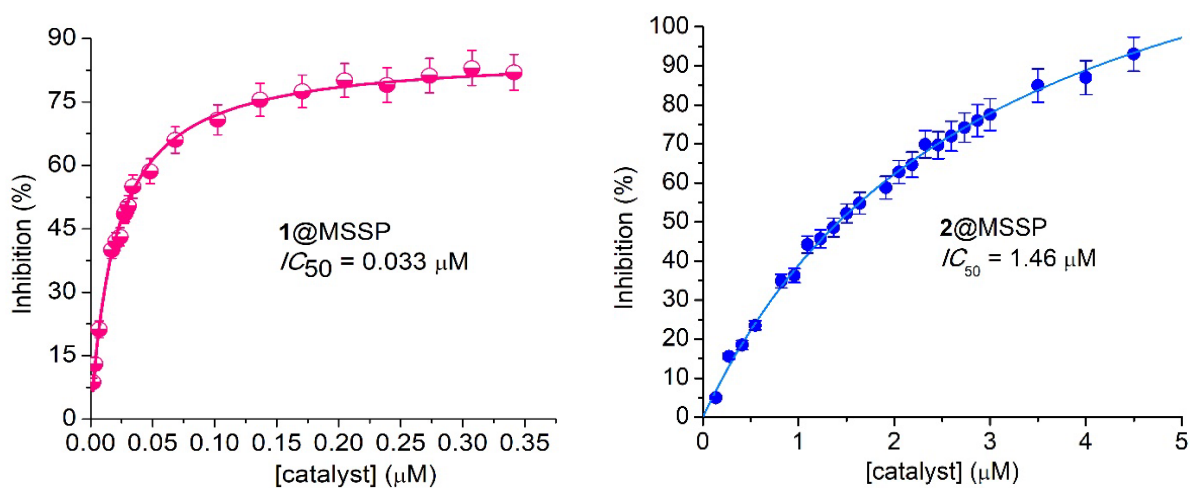 90
75
60
45
30
15
0
Inhibition (%)
1@MSSP
IC50 = 0.033 μM
0.00 0.05 0.10 0.15 0.20 0.25 0.30 0.35
[catalyst] (μM)
100
90
80
70
60
50
40
30
20
10
0
Inhibition (%)
2@MSSP
IC50 = 1.46 μM
0 1 2 3 4 5
[catalyst] (μM)